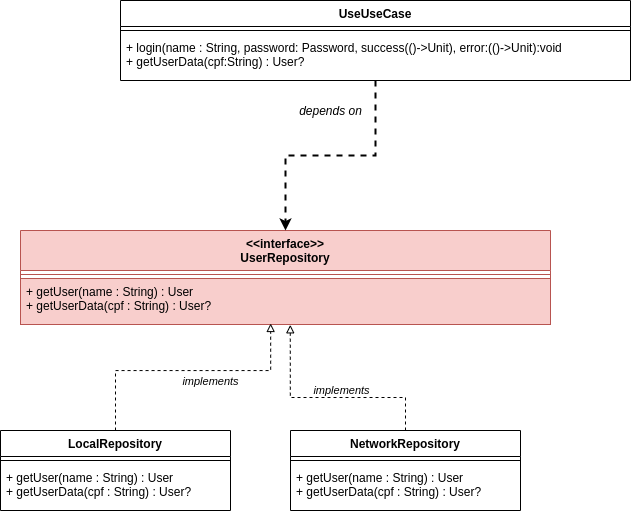 UseUseCase
+ login(name : String, password: Password, success(()->Unit), error:(()->Unit):void
+ getUserData(cpf:String) : User?
depends on
<<interface>>
UserRepository
+ getUser(name : String) : User
+ getUserData(cpf : String) : User?
implements
implements
LocalRepository
+ getUser(name : String) : User
+ getUserData(cpf : String) : User?
NetworkRepository
+ getUser(name : String) : User
+ getUserData(cpf : String) : User?